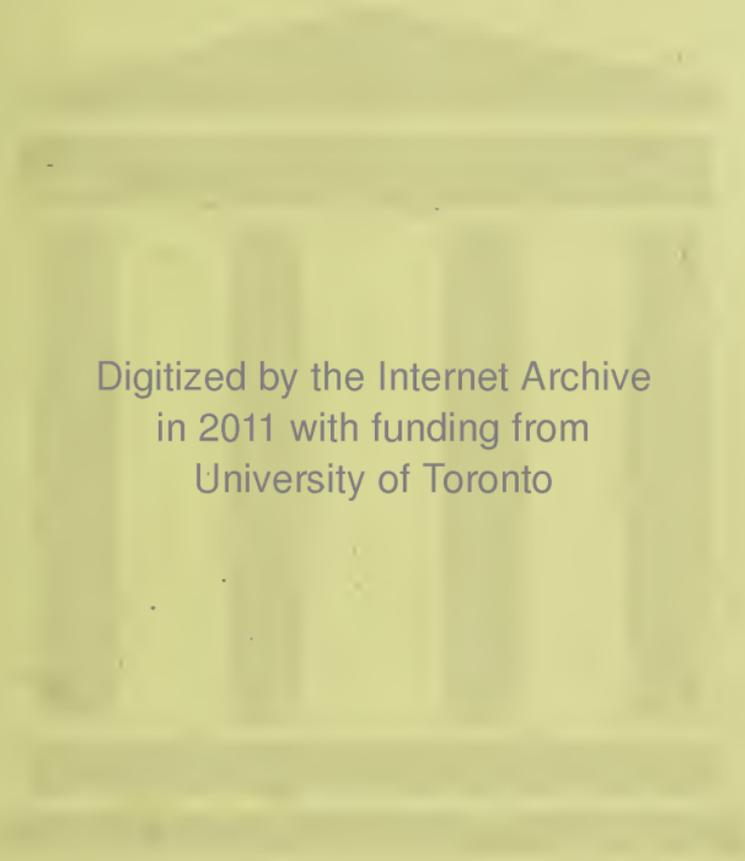 Digitized by the Internet Archive
in 2011 with funding from
University of Toronto